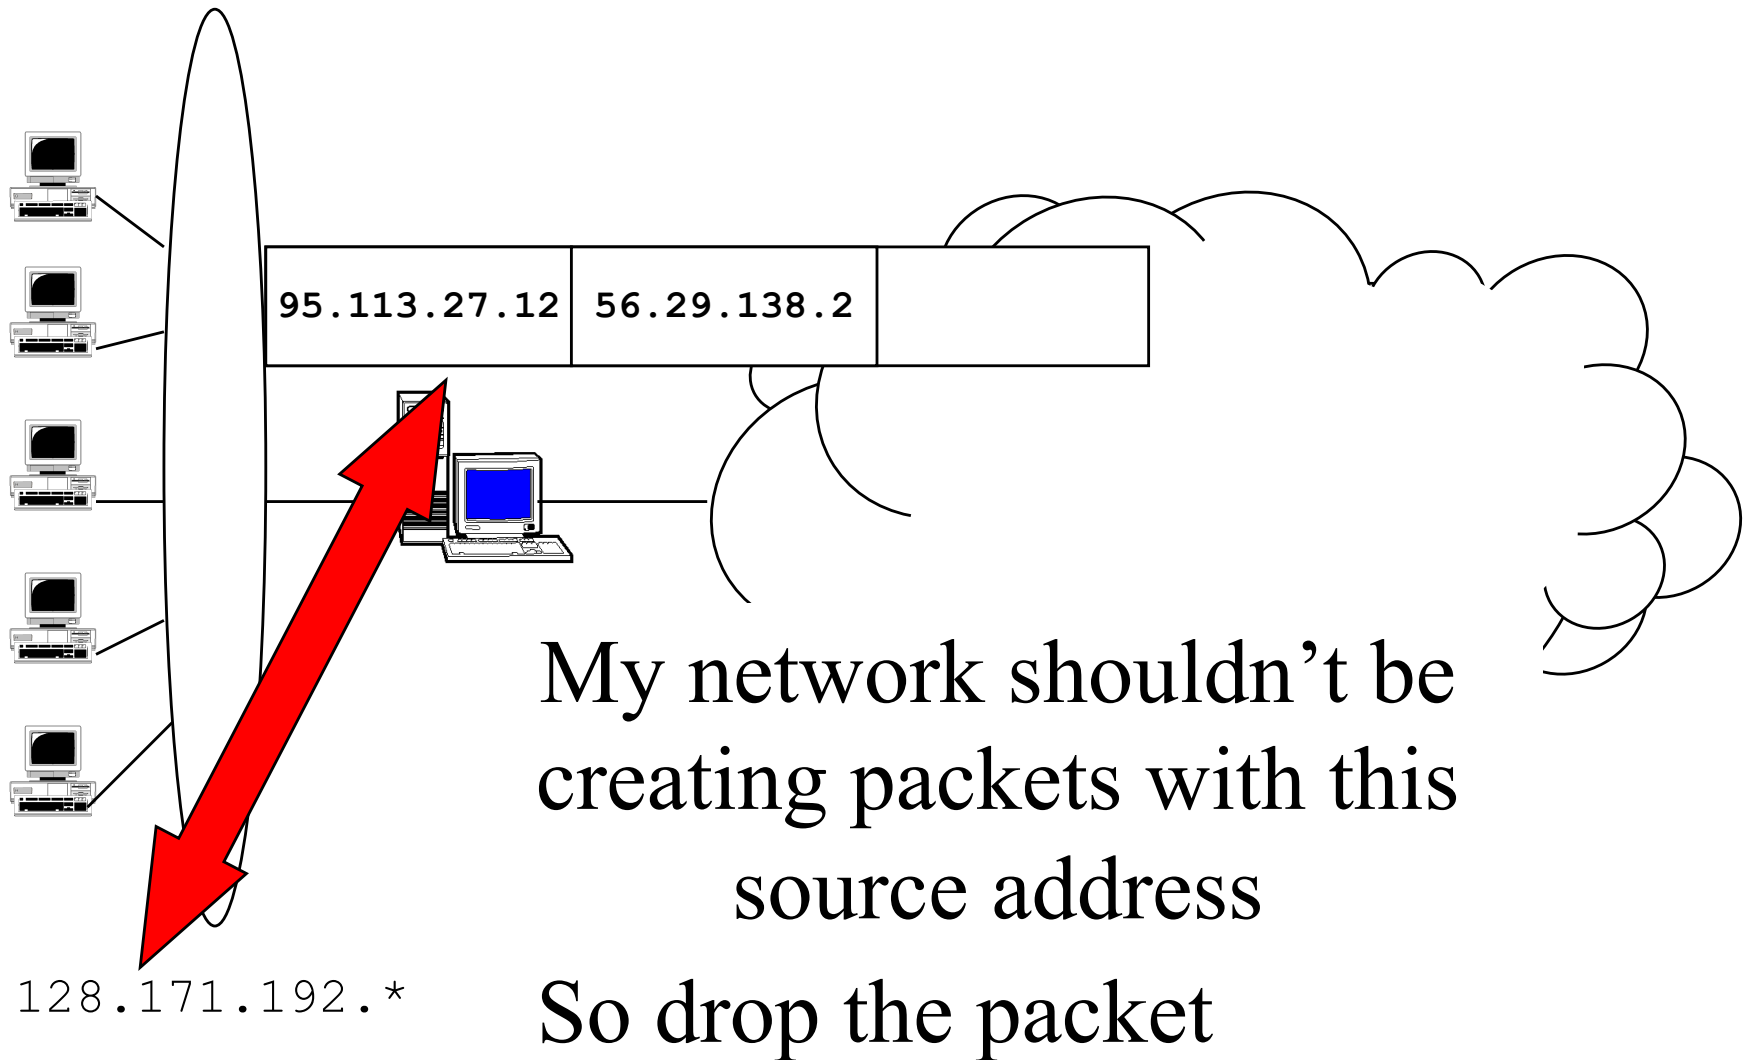 95.113.27.12 56.29.138.2
My network shouldn’t be
creating packets with this
source address
128.171.192.*
So drop the packet